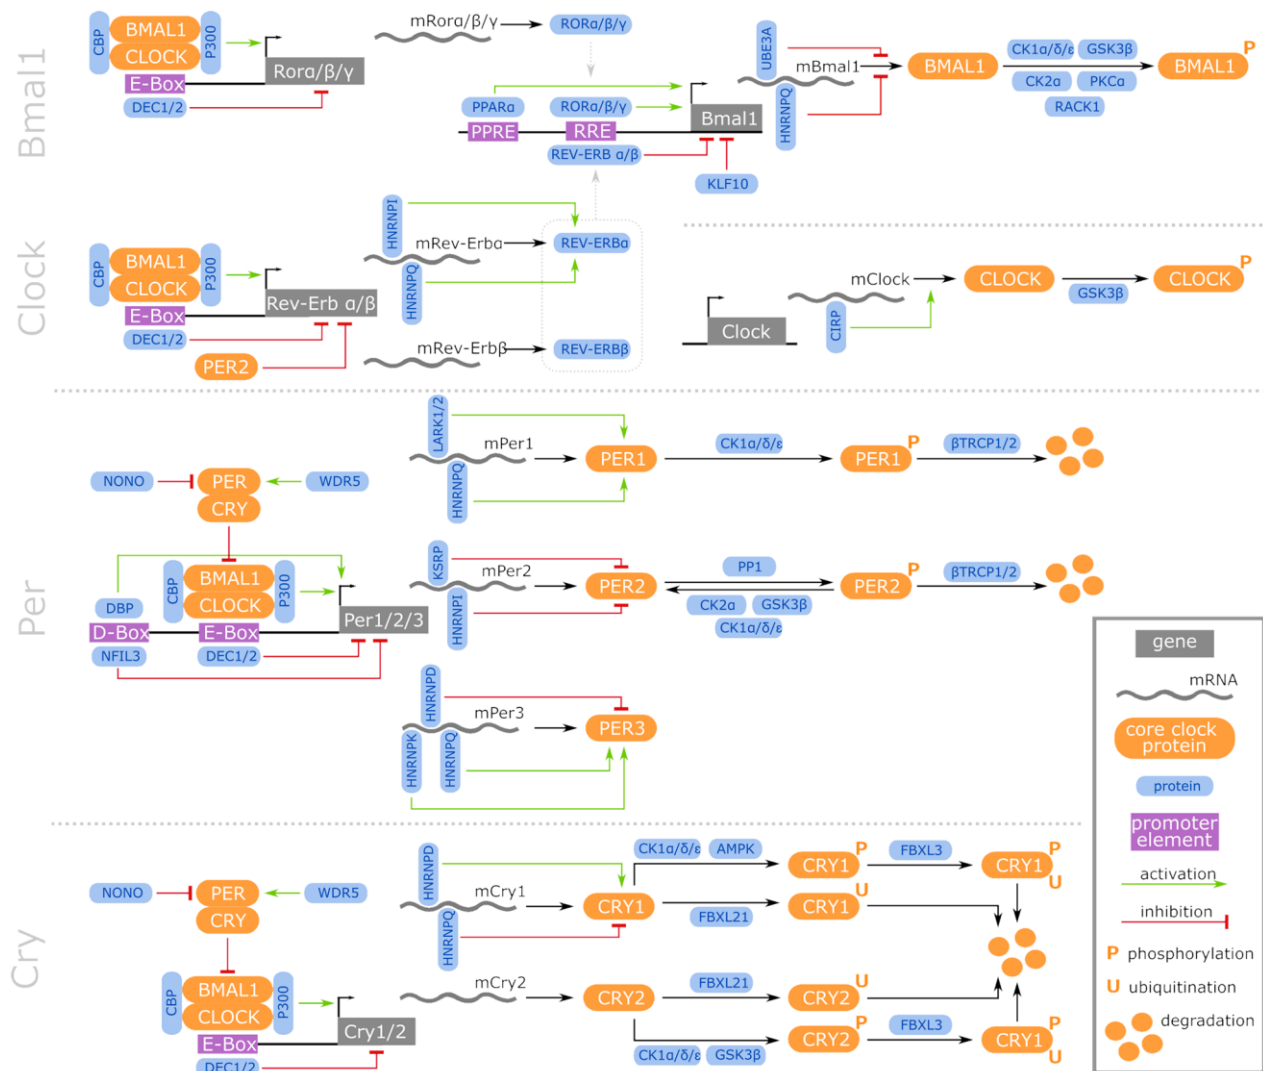 Bmal1
CBP
BMAL1
CLOCK
P300
E-Box
DEC1/2
Rorα/β/γ
mRorα/β/γ
RORα/β/γ
PPARα
RORα/β/γ
PPRE
RRE
REV-ERB α/β
Bmal1
KLF10
UBE3A
mBmal1
HNRNPQ
BMAL1
CK1α/δ/ε
GSK3β
CK2α
PKCα
RACK1
BMAL1
P
Clock
CBP
BMAL1
CLOCK
P300
E-Box
DEC1/2
PER2
Rev-Erb α/β
HNRNPI
mRev-Erbα
HNRNPQ
REV-ERBα
mRev-Erbβ
REV-ERBβ
Clock
mClock
CIRP
CLOCK
GSK3β
CLOCK
P
Per
NONO
PER
CRY
WDR5
CBP
BMAL1
CLOCK
P300
DBP
D-Box
NFIL3
E-Box
DEC1/2
Per1/2/3
LARK1/2
mPer1
HNRNPQ
PER1
CK1α/δ/ε
PER1
P
βTRCP1/2
KSRP
mPer2
HNRNPI
PER2
PP1
CK2α
GSK3β
CK1α/δ/ε
PER2
P
βTRCP1/2
HNRNPD
mPer3
HNRNPK
HNRNPQ
PER3
Cry
NONO
PER
CRY
WDR5
CBP
BMAL1
CLOCK
P300
E-Box
DEC1/2
Cry1/2
HNRNPD
mCry1
HNRNPQ
CRY1
CK1α/δ/ε
AMPK
CRY1
P
FBXL3
CRY1
P
U
FBXL21
CRY1
U
mCry2
CRY2
FBXL21
CRY2
U
CK1α/δ/ε
GSK3β
CRY2
P
FBXL3
CRY1
P
U
gene
mRNA
core clock
protein
protein
promoter
element
activation
inhibition
P phosphorylation
U ubiquitination
degradation